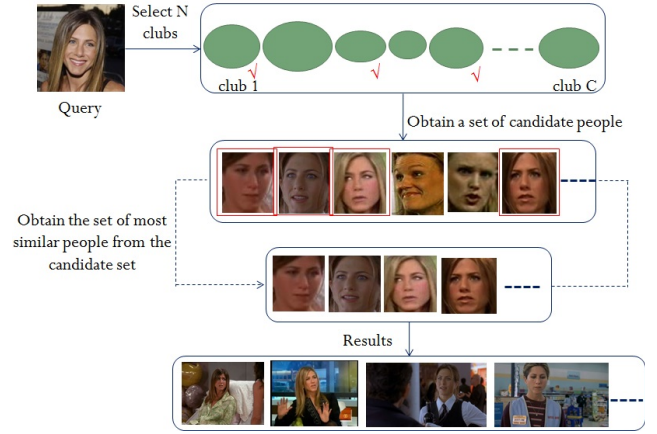 Select N
clubs
Query
club 1
club C
Obtain a set of candidate people
Obtain the set of most
similar people from the
candidate set
Results